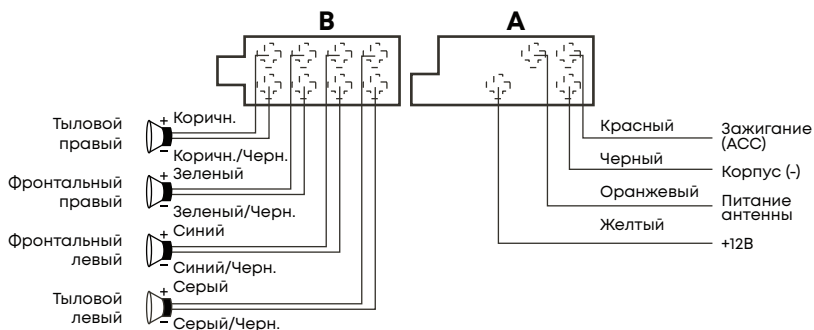 B
A
Тыловой
правый
+ Коричн.
– Коричн./Черн.
Фронтальный
правый
+ Зеленый
– Зеленый/Черн.
Фронтальный
левый
+ Синий
– Синий/Черн.
Тыловой
левый
+ Серый
– Серый/Черн.
Красный
Зажигание
(ACC)
Черный
Корпус (-)
Оранжевый
Питание
антенны
Желтый
+12В